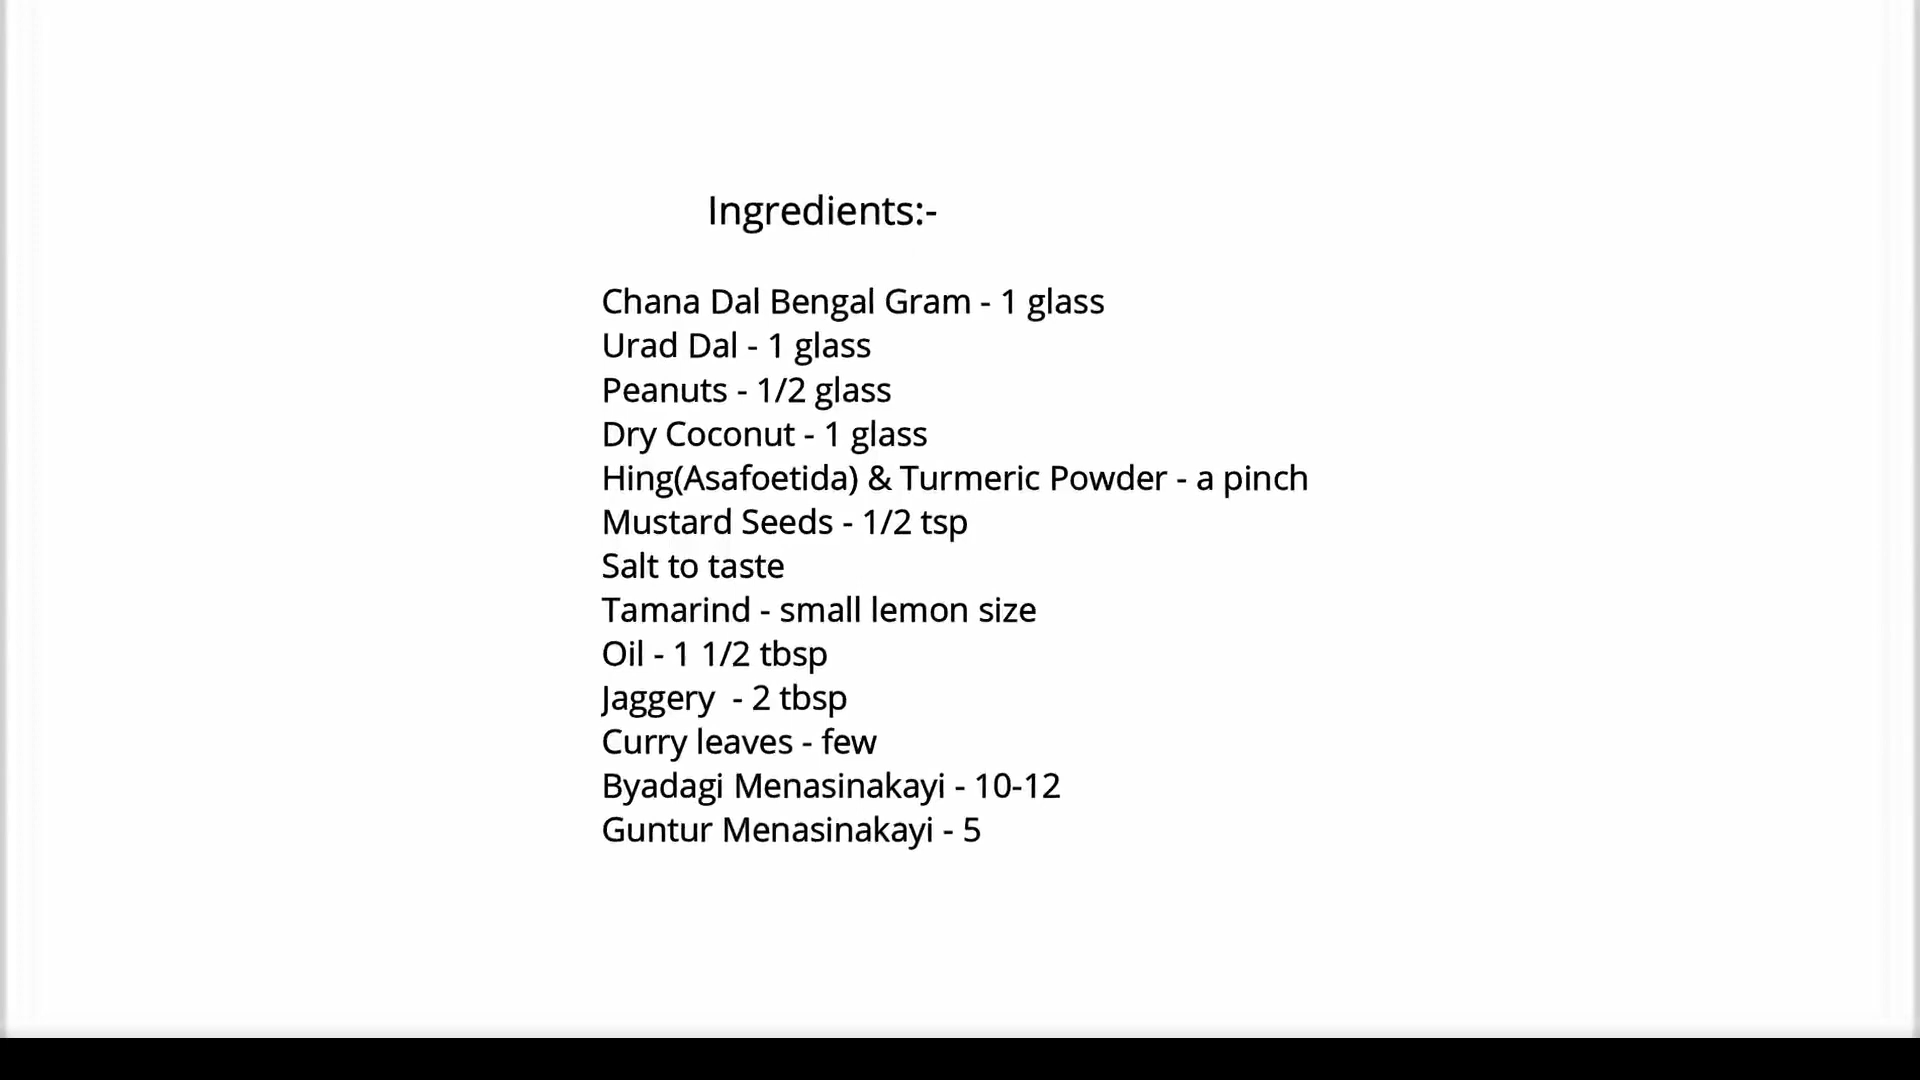 Ingredients:-
Chana Dal Bengal Gram - 1 glass
Urad Dal - 1 glass
Peanuts - 1/2 glass
Dry Coconut - 1 glass
Hing(Asafoetida) & Turmeric Powder - a pinch
Mustard Seeds - 1/2 tsp
Salt to taste
Tamarind - small lemon size
Oil - 1 1/2 tbsp
Jaggery  - 2 tbsp
Curry leaves - few
Byadagi Menasinakayi - 10-12
Guntur Menasinakayi - 5